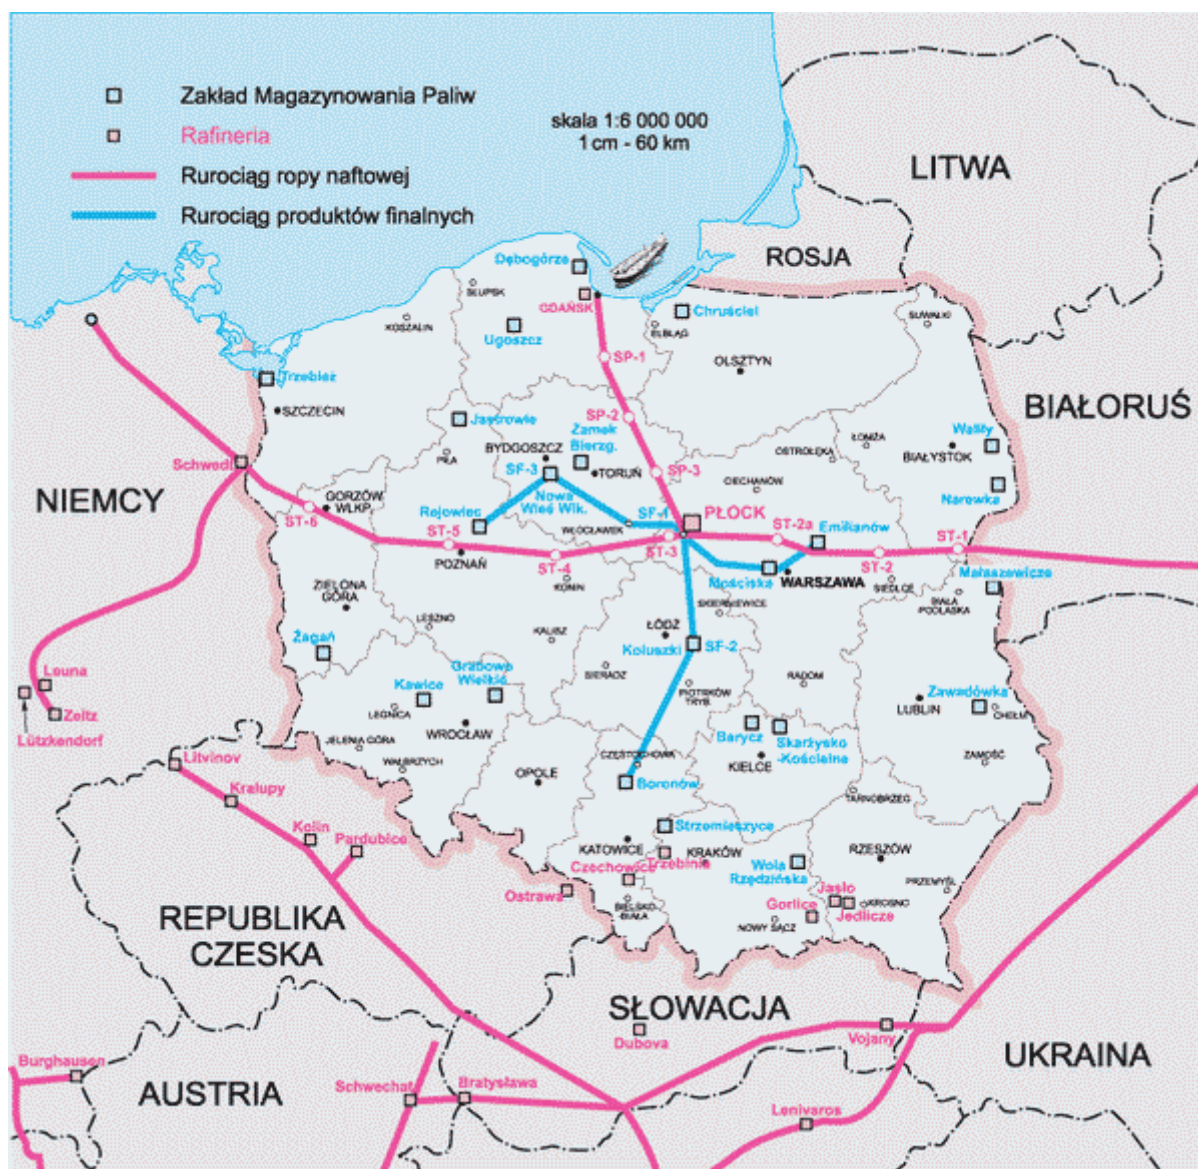 Zakład Magazynowania Paliw
Rafineria
Rurociąg ropy naftowej
Rurociąg produktów finalnych
skala 1:6 000 000
1 cm - 60 km
LITWA
ROSJA
Dębogórze
SŁUPSK
GDAŃSK
KOSZALIN
Ugoszcz
Chruściel
ELBLĄG
SUWAŁKI
SP-1
OLSZTYN
Trzebież
SZCZECIN
Jastrowie
SP-2
BIAŁORUŚ
Zamek
Bierzg.
BYDGOSZCZ
PIŁA
SF-3
TORUŃ
SP-3
OSTROŁĘKA
ŁOMŻA
Waliły
BIAŁYSTOK
Schwedt
NIEMCY
CIECHANÓW
Narewka
GORZÓW
WLKP.
ST-6
Rejowiec
Nowa
Wieś Wlk.
SF-4
PŁOCK
ST-2a
Emilianów
WŁOCŁAWEK
ST-5
POZNAŃ
ST-4
ST-3
ST-2
ST-1
KONIN
Mościska
WARSZAWA
SIEDLCE
Małaszewicze
BIAŁA
PODLASKA
ZIELONA
GÓRA
SKIERNIEWICE
LESZNO
KALISZ
ŁÓDŹ
Koluszki
SF-2
Żagań
SIERADZ
PIOTRKÓW
TRYB.
RADOM
Leuna
Zeitz
Lützkendorf
Kawice
Grabowo
Wielkie
LEGNICA
WROCŁAW
LUBLIN
Zawadówka
CHEŁM
JELENIA GÓRA
WAŁBRZYCH
Barycz
Skarżysko
-Kościelne
KIELCE
CZĘSTOCHOWA
ZAMOŚĆ
Litvinov
OPOLE
Boronów
TARNOBRZEG
Kralupy
Kolin
Pardubice
Strzemieszyce
KATOWICE
Trzebinia
KRAKÓW
Czechowice
Wola
Rzędzińska
RZESZÓW
PRZEMYŚL
Ostrawa
BIELSKO
-BIAŁA
Jasło
Jedlicze
KROSNO
Gorlice
NOWY SĄCZ
REPUBLIKA
CZESKA
SŁOWACJA
Dubova
Vojany
UKRAINA
Burghausen
AUSTRIA
Schwechat
Bratysława
Lenivaros